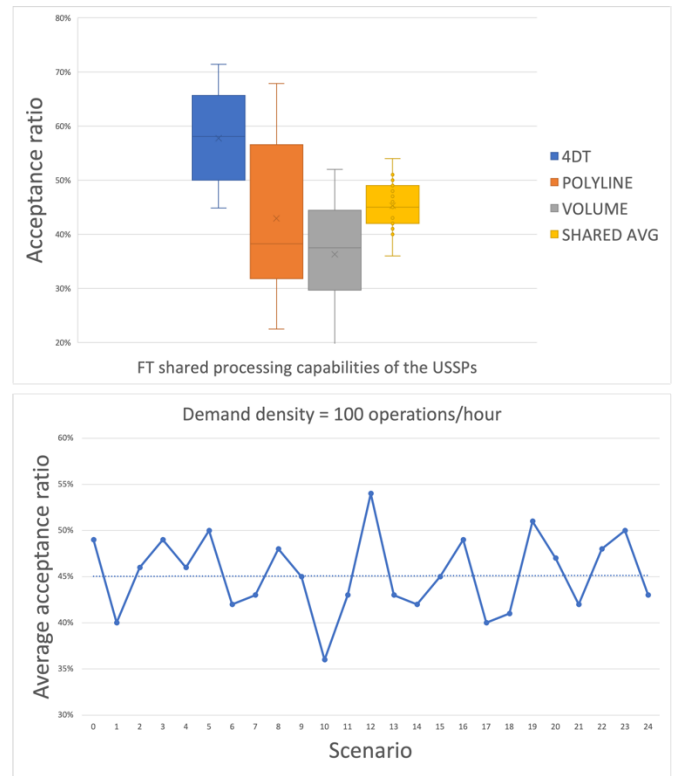 80%
70%
60%
50%
40%
30%
20%
Acceptance ratio
4DT
POLYLINE
VOLUME
SHARED AVG
FT shared processing capabilities of the USSPs
Demand density = 100 operations/hour
60%
55%
50%
45%
40%
35%
30%
Average acceptance ratio
0 1 2 3 4 5 6 7 8 9 10 11 12 13 14 15 16 17 18 19 20 21 22 23 24
Scenario